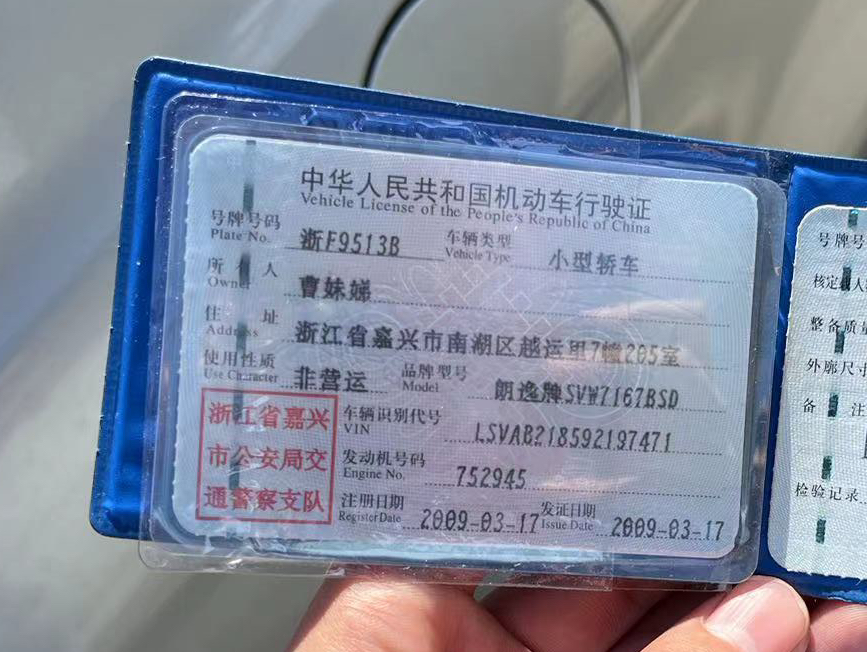 中华人民共和国机动车行驶证
Vehicle License of the People's Republic of China
号牌号码 浙F9513B 车辆类型 小型轿车
Plate No. Vehicle Type
所有人 曹妹娣
Owner
住址 浙江省嘉兴市南湖区越运里7幢205室
Address
使用性质 非营运 品牌型号 朗逸牌SVW7167BSD
Use Character Model
浙江省嘉兴
市公安局交
通警察支队
车辆识别代号 LSVAB218592197471
VIN
发动机号码 752945
Engine No.
注册日期 2009-03-17 发证日期 2009-03-17
Register Date Issue Date
号牌号
核定
整备质量
外廓尺寸
备 注
检验记录